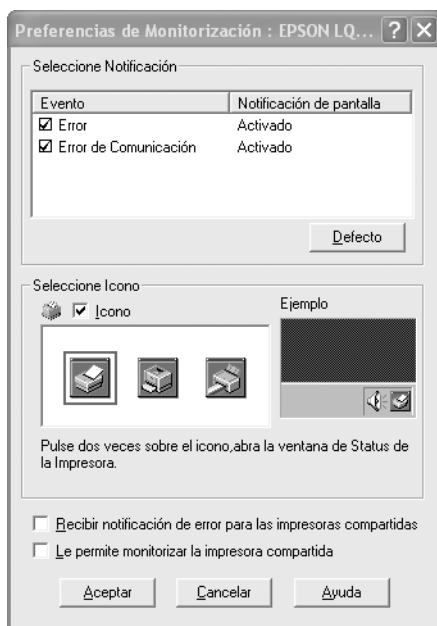 Preferencias de Monitorización : EPSON LQ...
Seleccione Notificación
Evento Notificación de pantalla
Error Activado
Error de Comunicación Activado
Defecto
Seleccione Icono
Icono Ejemplo
Pulse dos veces sobre el icono,abra la ventana de Status de
la Impresora.
Recibir notificación de error para las impresoras compartidas
Le permite monitorizar la impresora compartida
Aceptar Cancelar Ayuda